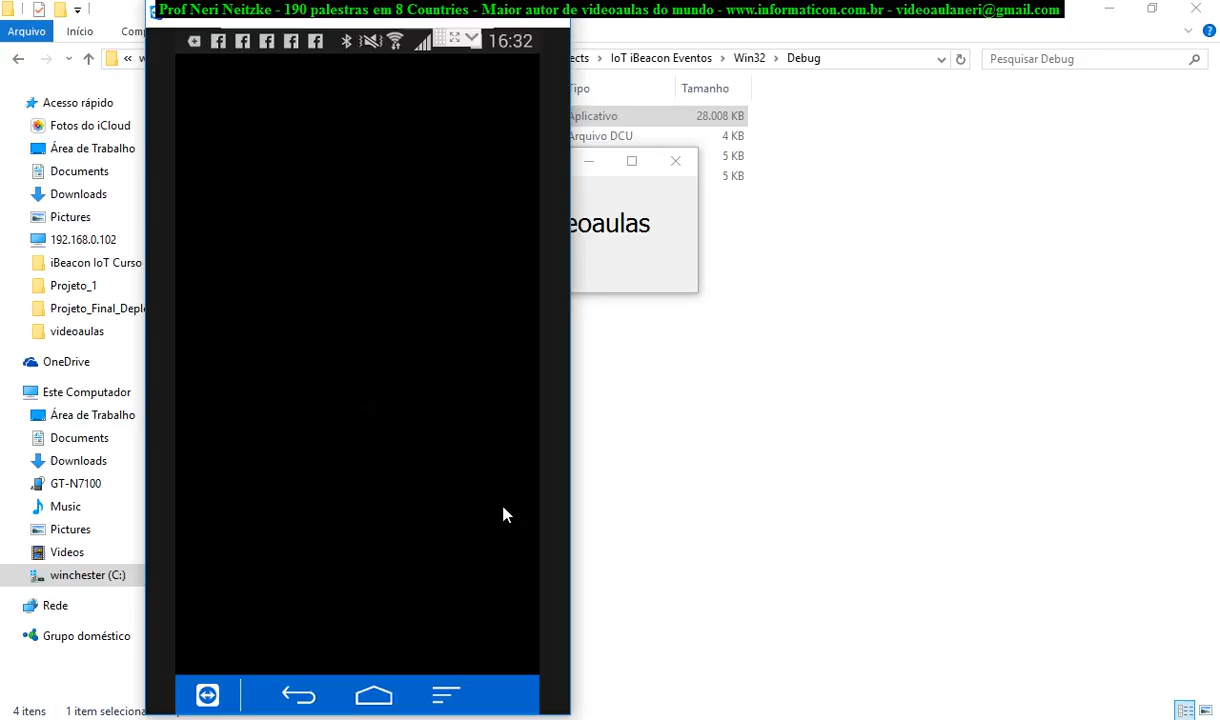 Prof Neri Neitzke - 190 palestras em 8 Countries - Maior autor de videoaulas do mundo - www.informaticon.com.br - videoaulaneri@gmail.com
Arquivo
Início
16:32
IoT iBeacon Eventos
Win32
Debug
Pesquisar Debug
Acesso rápido
Fotos do iCloud
Área de Trabalho
Documents
Downloads
Pictures
192.168.0.102
iBeacon IoT Curso
Projeto_1
videoaulas
OneDrive
Este Computador
Área de Trabalho
Documents
Downloads
GT-N7100
Music
Pictures
Videos
winchester (C:)
Rede
Grupo doméstico
Tamanho
Aplicativo 28.008 KB
Arquivo DCU 4 KB
5 KB
5 KB
eoaulas
4 itens 1 item